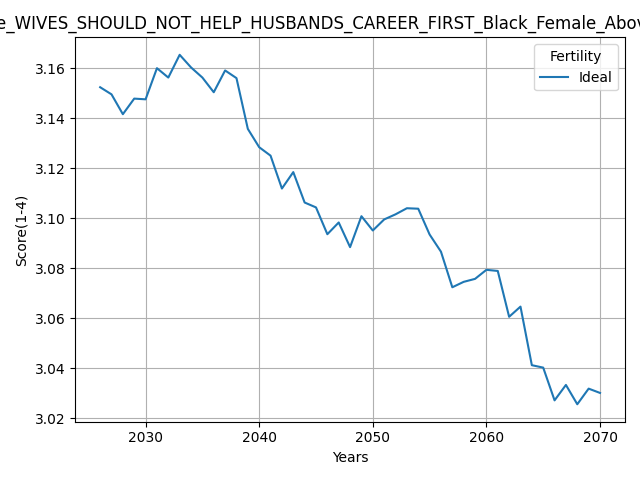 e_WIVES_SHOULD_NOT_HELP_HUSBANDS_CAREER_FIRST_Black_Female_Abov
Fertility
Ideal
3.16
3.14
3.12
3.10
3.08
3.06
3.04
3.02
Score(1-4)
2030 2040 2050 2060 2070
Years